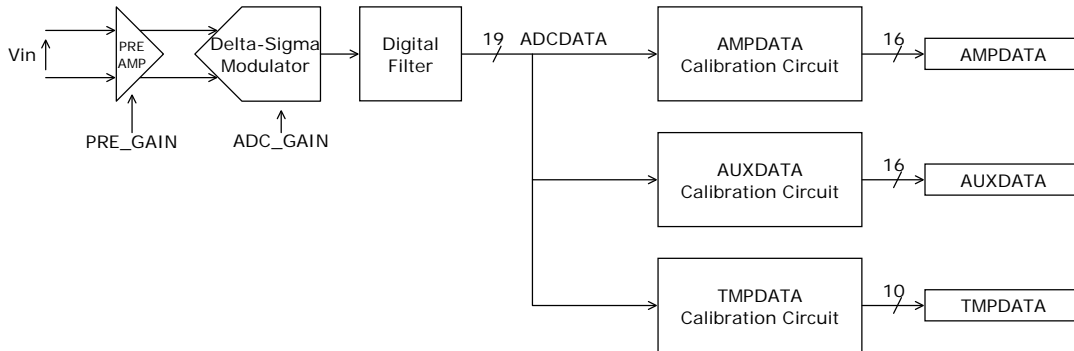 Vin
PRE
AMP
PRE_GAIN
Delta-Sigma
Modulator
ADC_GAIN
Digital
Filter
19 ADCDATA
AMPDATA
Calibration Circuit
16
AMPDATA
AUXDATA
Calibration Circuit
16
AUXDATA
TMPDATA
Calibration Circuit
10
TMPDATA